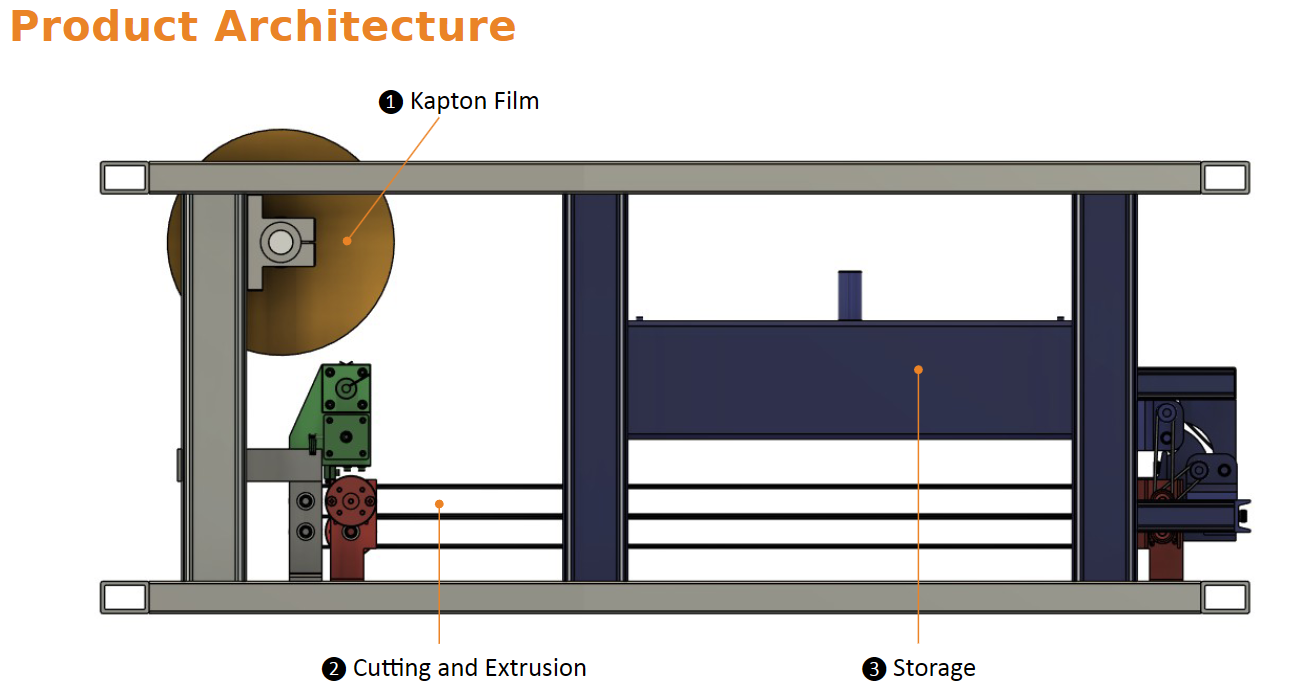 Product Architecture
❶ Kapton Film
❷ Cutting and Extrusion
❸ Storage